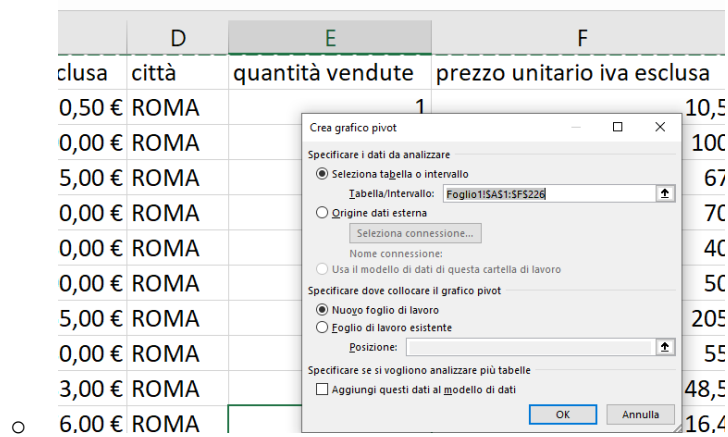 D E F
clusa città quantità vendute prezzo unitario iva esclusa
0,50 € ROMA 1 10,5
0,00 € ROMA 100
5,00 € ROMA 67
0,00 € ROMA 70
0,00 € ROMA 40
0,00 € ROMA 50
5,00 € ROMA 205
0,00 € ROMA 55
3,00 € ROMA 48,5
6,00 € ROMA 16,4
Crea grafico pivot
Specificare i dati da analizzare
Seleziona tabella o intervallo
Tabella/Intervallo: Foglio1!$A$1:$F$226
Origine dati esterna
Seleziona connessione...
Nome connessione:
Usa il modello di dati di questa cartella di lavoro
Specificare dove collocare il grafico pivot
Nuovo foglio di lavoro
Foglio di lavoro esistente
Posizione:
Specificare se si vogliono analizzare più tabelle
Aggiungi questi dati al modello di dati
OK Annulla